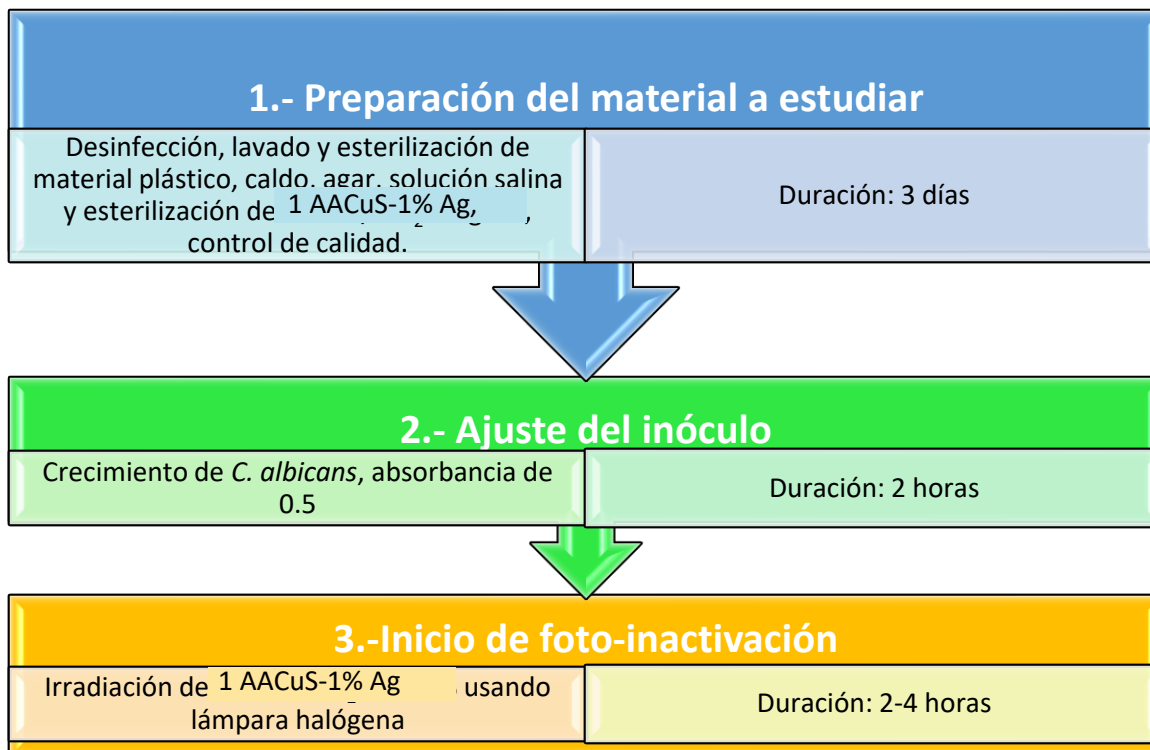 1.- Preparación del material a estudiar
Desinfección, lavado y esterilización de
material plástico, caldo, agar, solución salina
y esterilización de 1 AACuS-1% Ag, ,
control de calidad.
Duración: 3 días
2.- Ajuste del inóculo
Crecimiento de C. albicans, absorbancia de
0.5
Duración: 2 horas
3.-Inicio de foto-inactivación
Irradiación de 1 AACuS-1% Ag usando
lámpara halógena
Duración: 2-4 horas